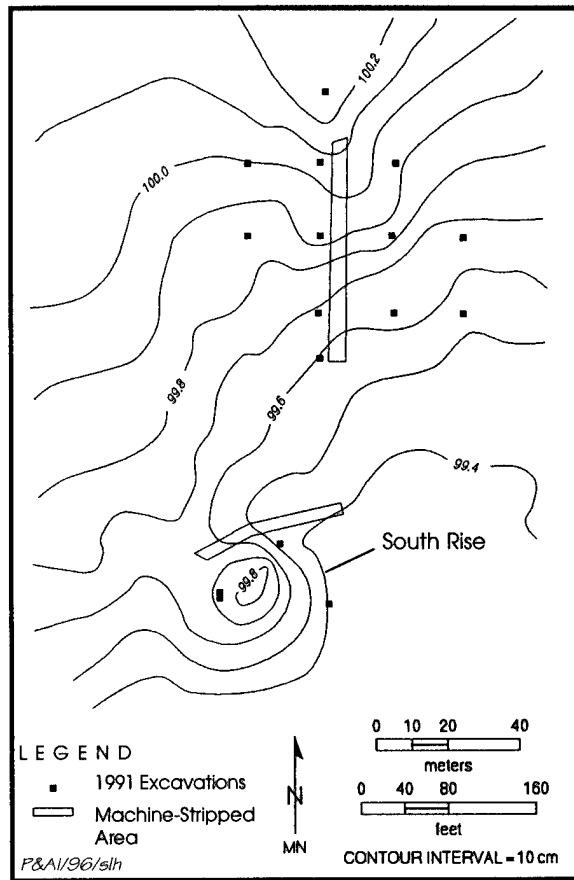 100.2
100.0
99.8
99.6
99.4
South Rise
99.8
LEGEND
1991 Excavations
Machine-Stripped
Area
P&AI/96/slh
N
MN
0 10 20 40
meters
0 40 80 160
feet
CONTOUR INTERVAL = 10 cm